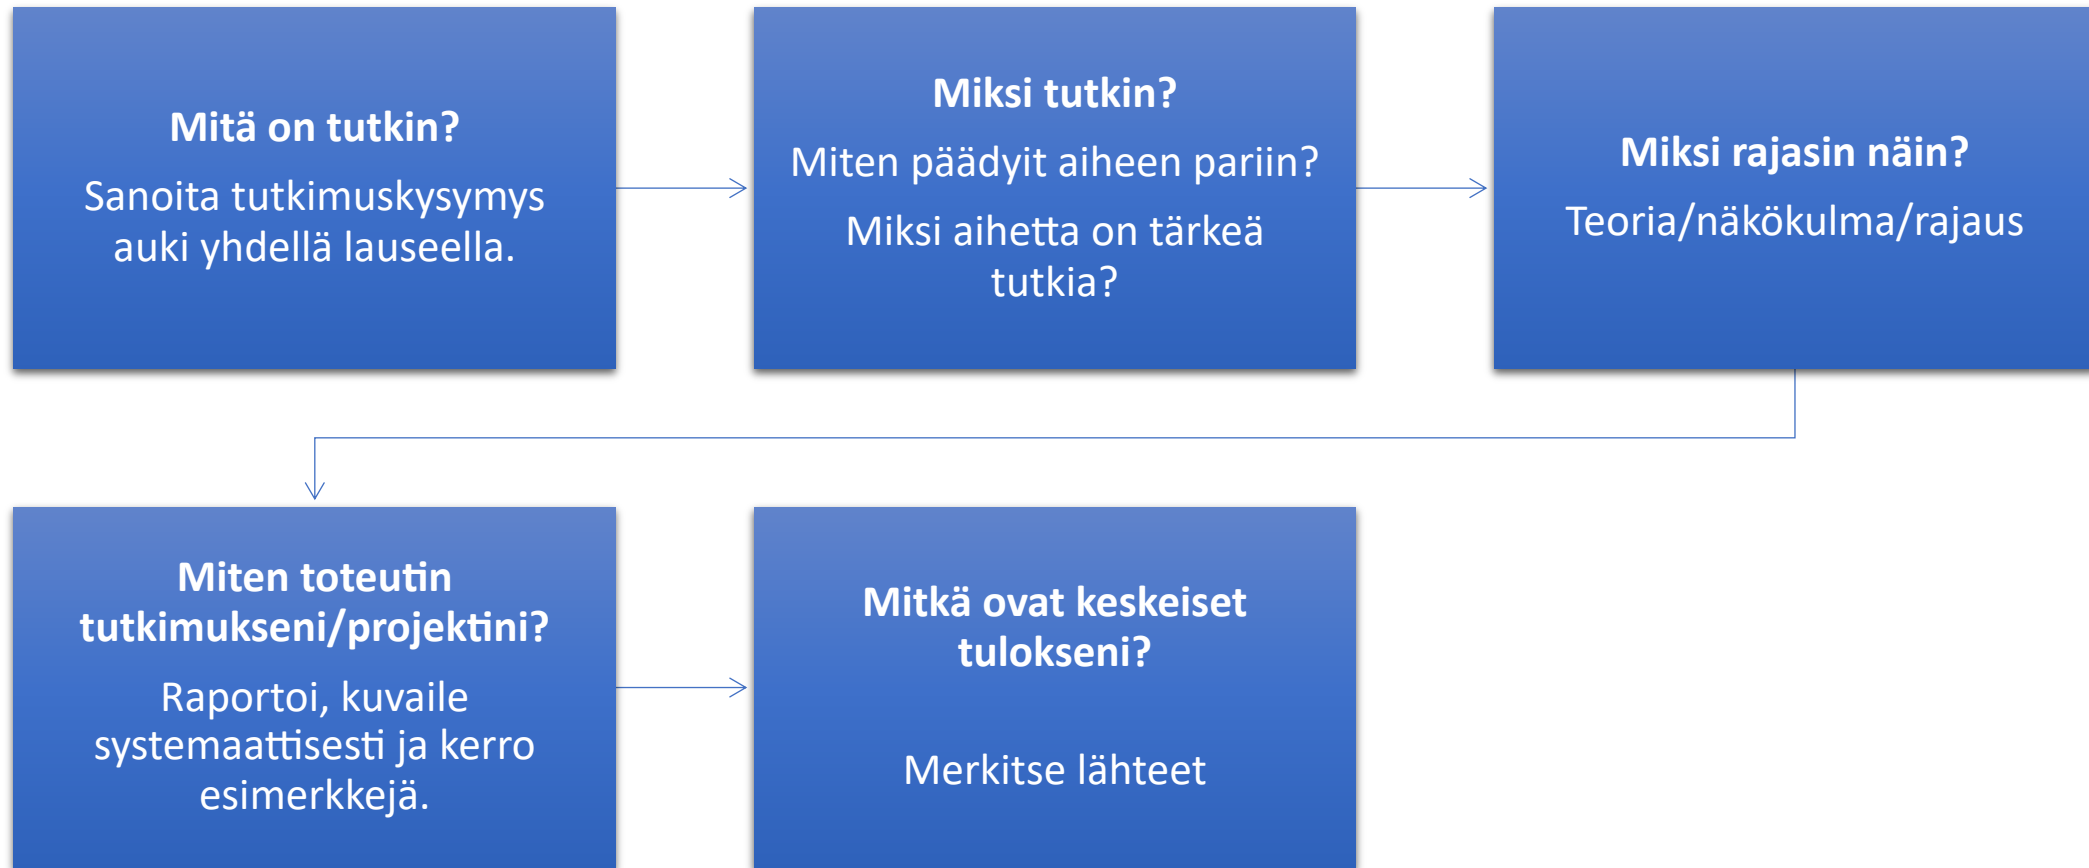 Mitä on tutkin?
Sanoita tutkimuskysymys
auki yhdellä lauseella.
Miksi tutkin?
Miten päädyit aiheen pariin?
Miksi aihetta on tärkeä
tutkia?
Miksi rajasin näin?
Teoria/näkökulma/rajaus
Miten toteutin
tutkimukseni/projektini?
Raportoi, kuvaile
systemaattisesti ja kerro
esimerkkejä.
Mitkä ovat keskeiset
tulokseni?
Merkitse lähteet